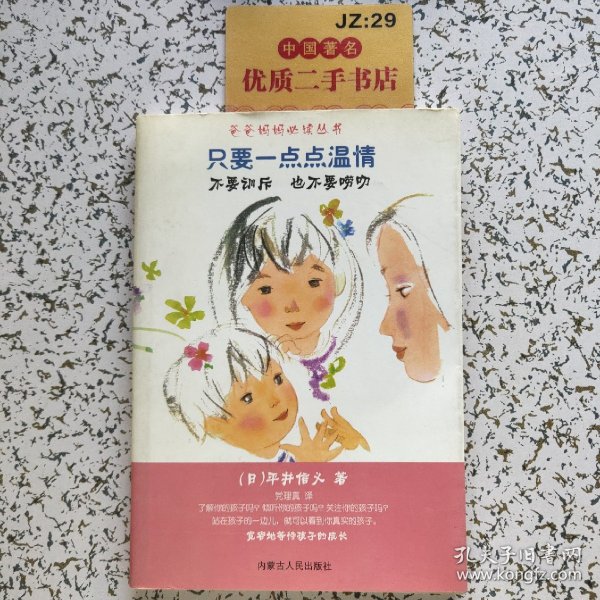 JZ:29
中国著名
优质二手书店
爸爸妈妈必读丛书
只要一点点温情
不要训斥 也不要唠叨
(日)平井信义 著
党理真 译
了解你的孩子吗?倾听你的孩子吗?关注你的孩子吗?
站在孩子的一边儿,就可以看到你真实的孩子。
宽容地等待孩子的成长
内蒙古人民出版社
孔夫子旧书网
www.kongfz.com